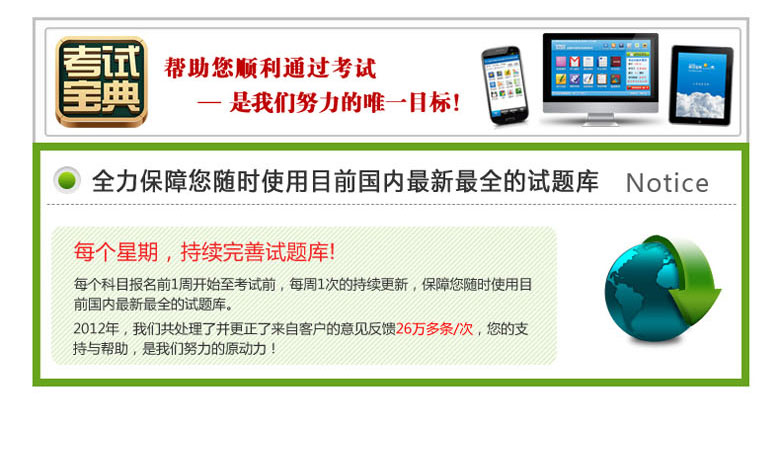 考试
宝典
帮助您顺利通过考试
— 是我们努力的唯一目标!
全力保障您随时使用目前国内最新最全的试题库 Notice
每个星期，持续完善试题库!
每个科目报名前1周开始至考试前，每周1次的持续更新，保障您随时使用目
前国内最新最全的试题库。
2012年，我们共处理了并更正了来自客户的意见反馈26万多条/次，您的支
持与帮助，是我们努力的原动力！